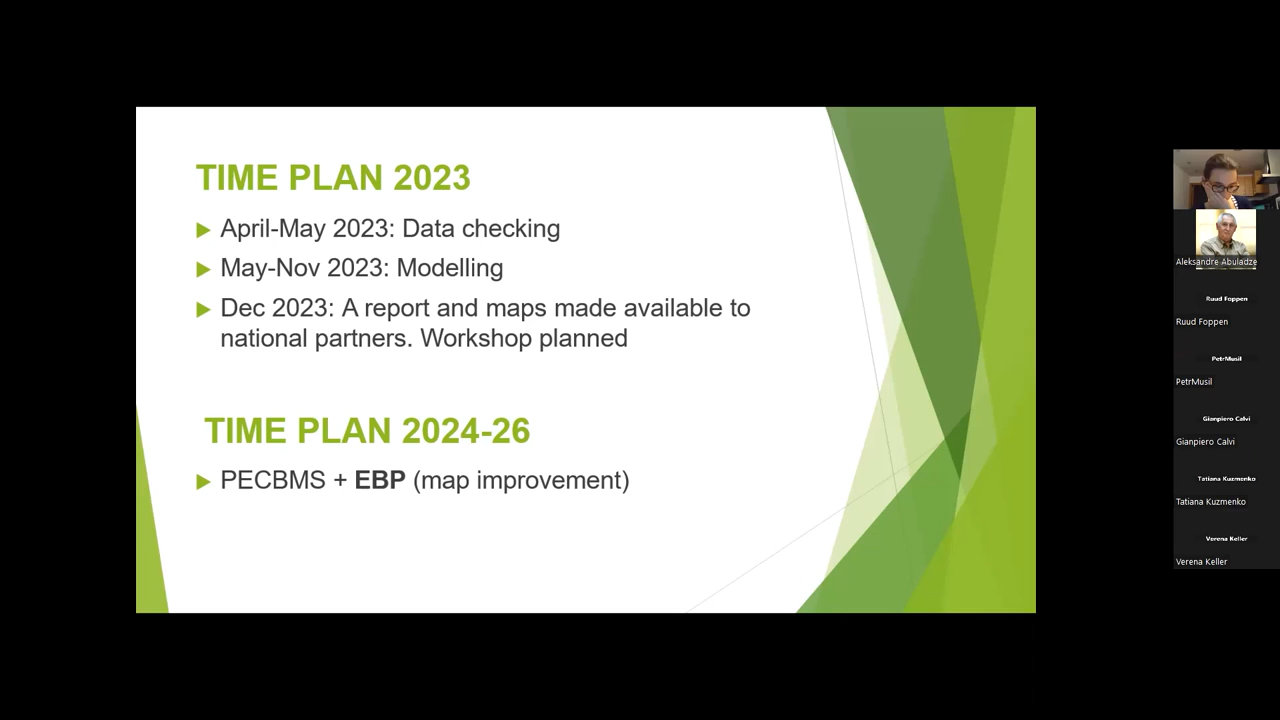 TIME PLAN 2023
April-May 2023: Data checking
May-Nov 2023: Modelling
Dec 2023: A report and maps made available to
national partners. Workshop planned
TIME PLAN 2024-26
PECBMS + EBP (map improvement)
Aleksandre Abuladze
Ruud Foppen
Ruud Foppen
PetrMusil
PetrMusil
Gianpiero Calvi
Gianpiero Calvi
Tatiana Kuzmenko
Tatiana Kuzmenko
Verena Keller
Verena Keller